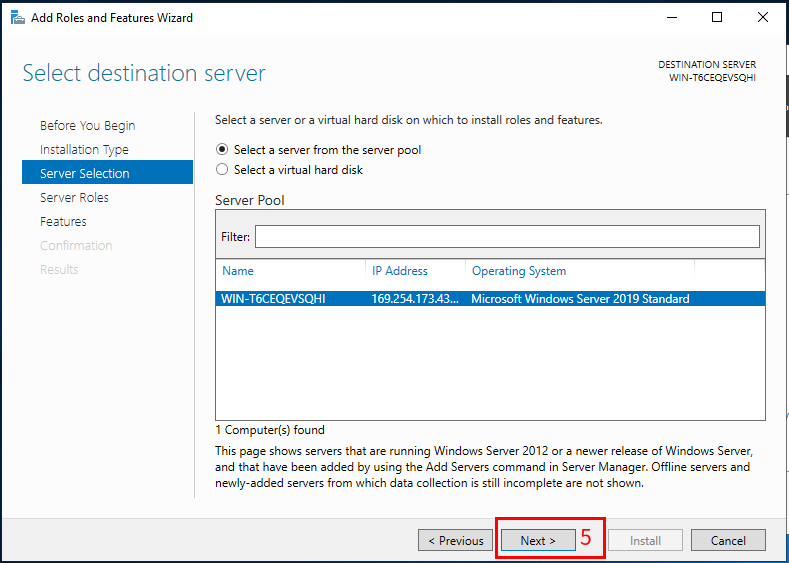 Add Roles and Features Wizard
Select destination server
DESTINATION SERVER
WIN-T6CEQEVSQHI
Before You Begin
Installation Type
Server Selection
Server Roles
Features
Confirmation
Results
Select a server or a virtual hard disk on which to install roles and features.
Select a server from the server pool
Select a virtual hard disk
Server Pool
Filter:
Name IP Address Operating System
WIN-T6CEQEVSQHI 169.254.173.43... Microsoft Windows Server 2019 Standard
1 Computer(s) found
This page shows servers that are running Windows Server 2012 or a newer release of Windows Server,
and that have been added by using the Add Servers command in Server Manager. Offline servers and
newly-added servers from which data collection is still incomplete are not shown.
< Previous Next > 5 Install Cancel